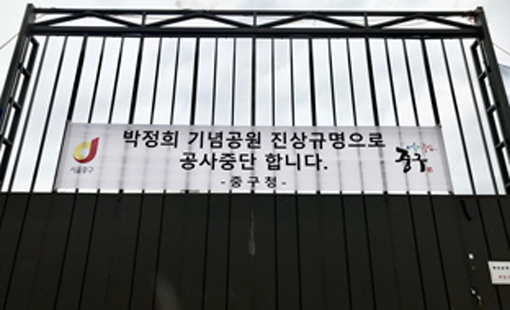 박정희 기념공원 진상규명으로
공사중단 합니다.
- 중구청 -
서울중구
중구